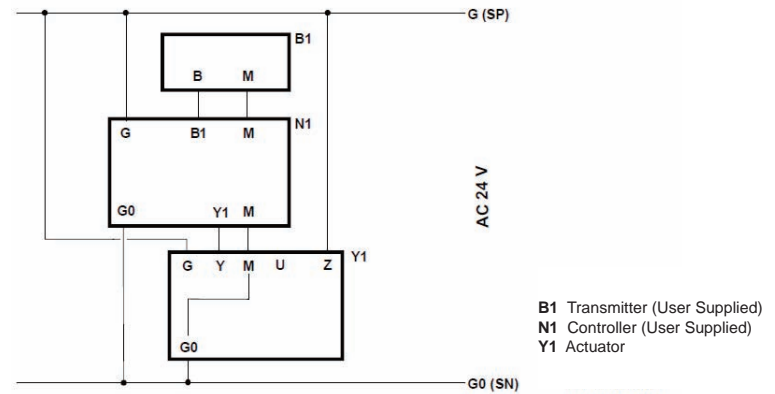 G (SP)
B1
B M
N1
G B1 M
AC 24 V
G0 Y1 M
Y1
G Y M U Z
G0
G0 (SN)
B1 Transmitter (User Supplied)
N1 Controller (User Supplied)
Y1 Actuator